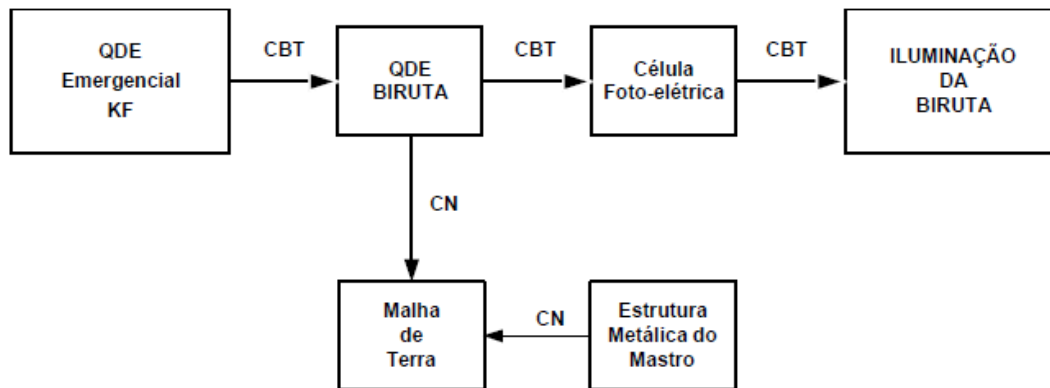 QDE
Emergencial
KF
CBT
QDE
BIRUTA
CBT
Célula
Foto-elétrica
CBT
ILUMINAÇÃO
DA
BIRUTA
CN
Malha
de
Terra
CN
Estrutura
Metálica do
Mastro